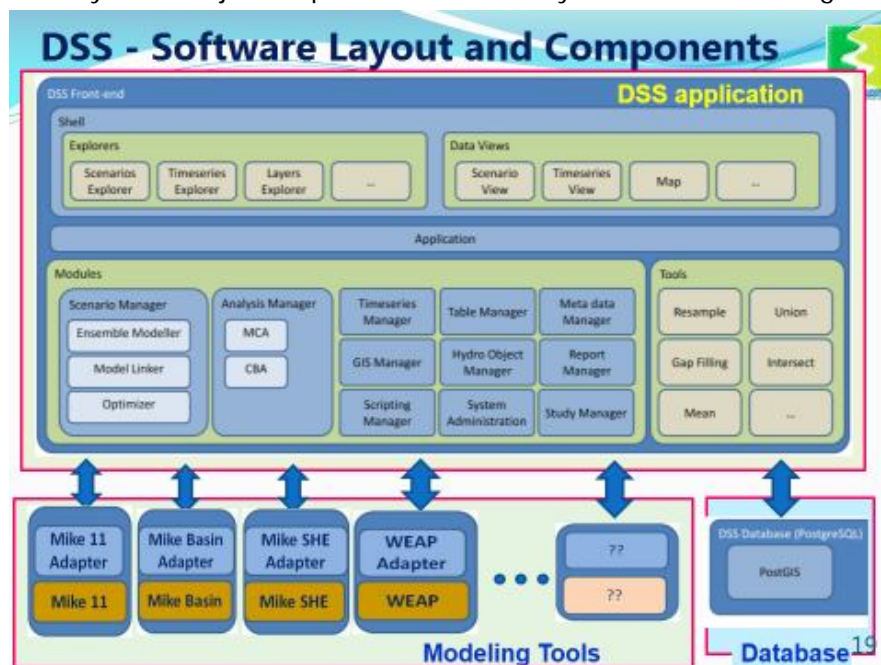 DSS - Software Layout and Components
DSS Front-end
DSS application
Shell
Explorers
Scenarios Explorer
Timeseries Explorer
Layers Explorer
...
Data Views
Scenario View
Timeseries View
Map
...
Application
Modules
Scenario Manager
Ensemble Modeller
Model Linker
Optimizer
Analysis Manager
MCA
CBA
Timeseries Manager
Table Manager
Meta data Manager
GIS Manager
Hydro Object Manager
Report Manager
Scripting Manager
System Administration
Study Manager
Tools
Resample
Union
Gap Filling
Intersect
Mean
...
Mike 11 Adapter
Mike 11
Mike Basin Adapter
Mike Basin
Mike SHE Adapter
Mike SHE
WEAP Adapter
WEAP
??
??
Modeling Tools
DSS Database (PostgreSQL)
PostGIS
Database
19